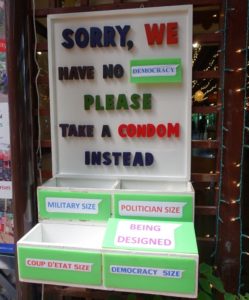 SORRY, WE
HAVE NO DEMOCRACY
PLEASE
TAKE A CONDOM
INSTEAD
MILITARY SIZE
POLITICIAN SIZE
BEING
DESIGNED
COUP D'ETAT SIZE
DEMOCRACY SIZE